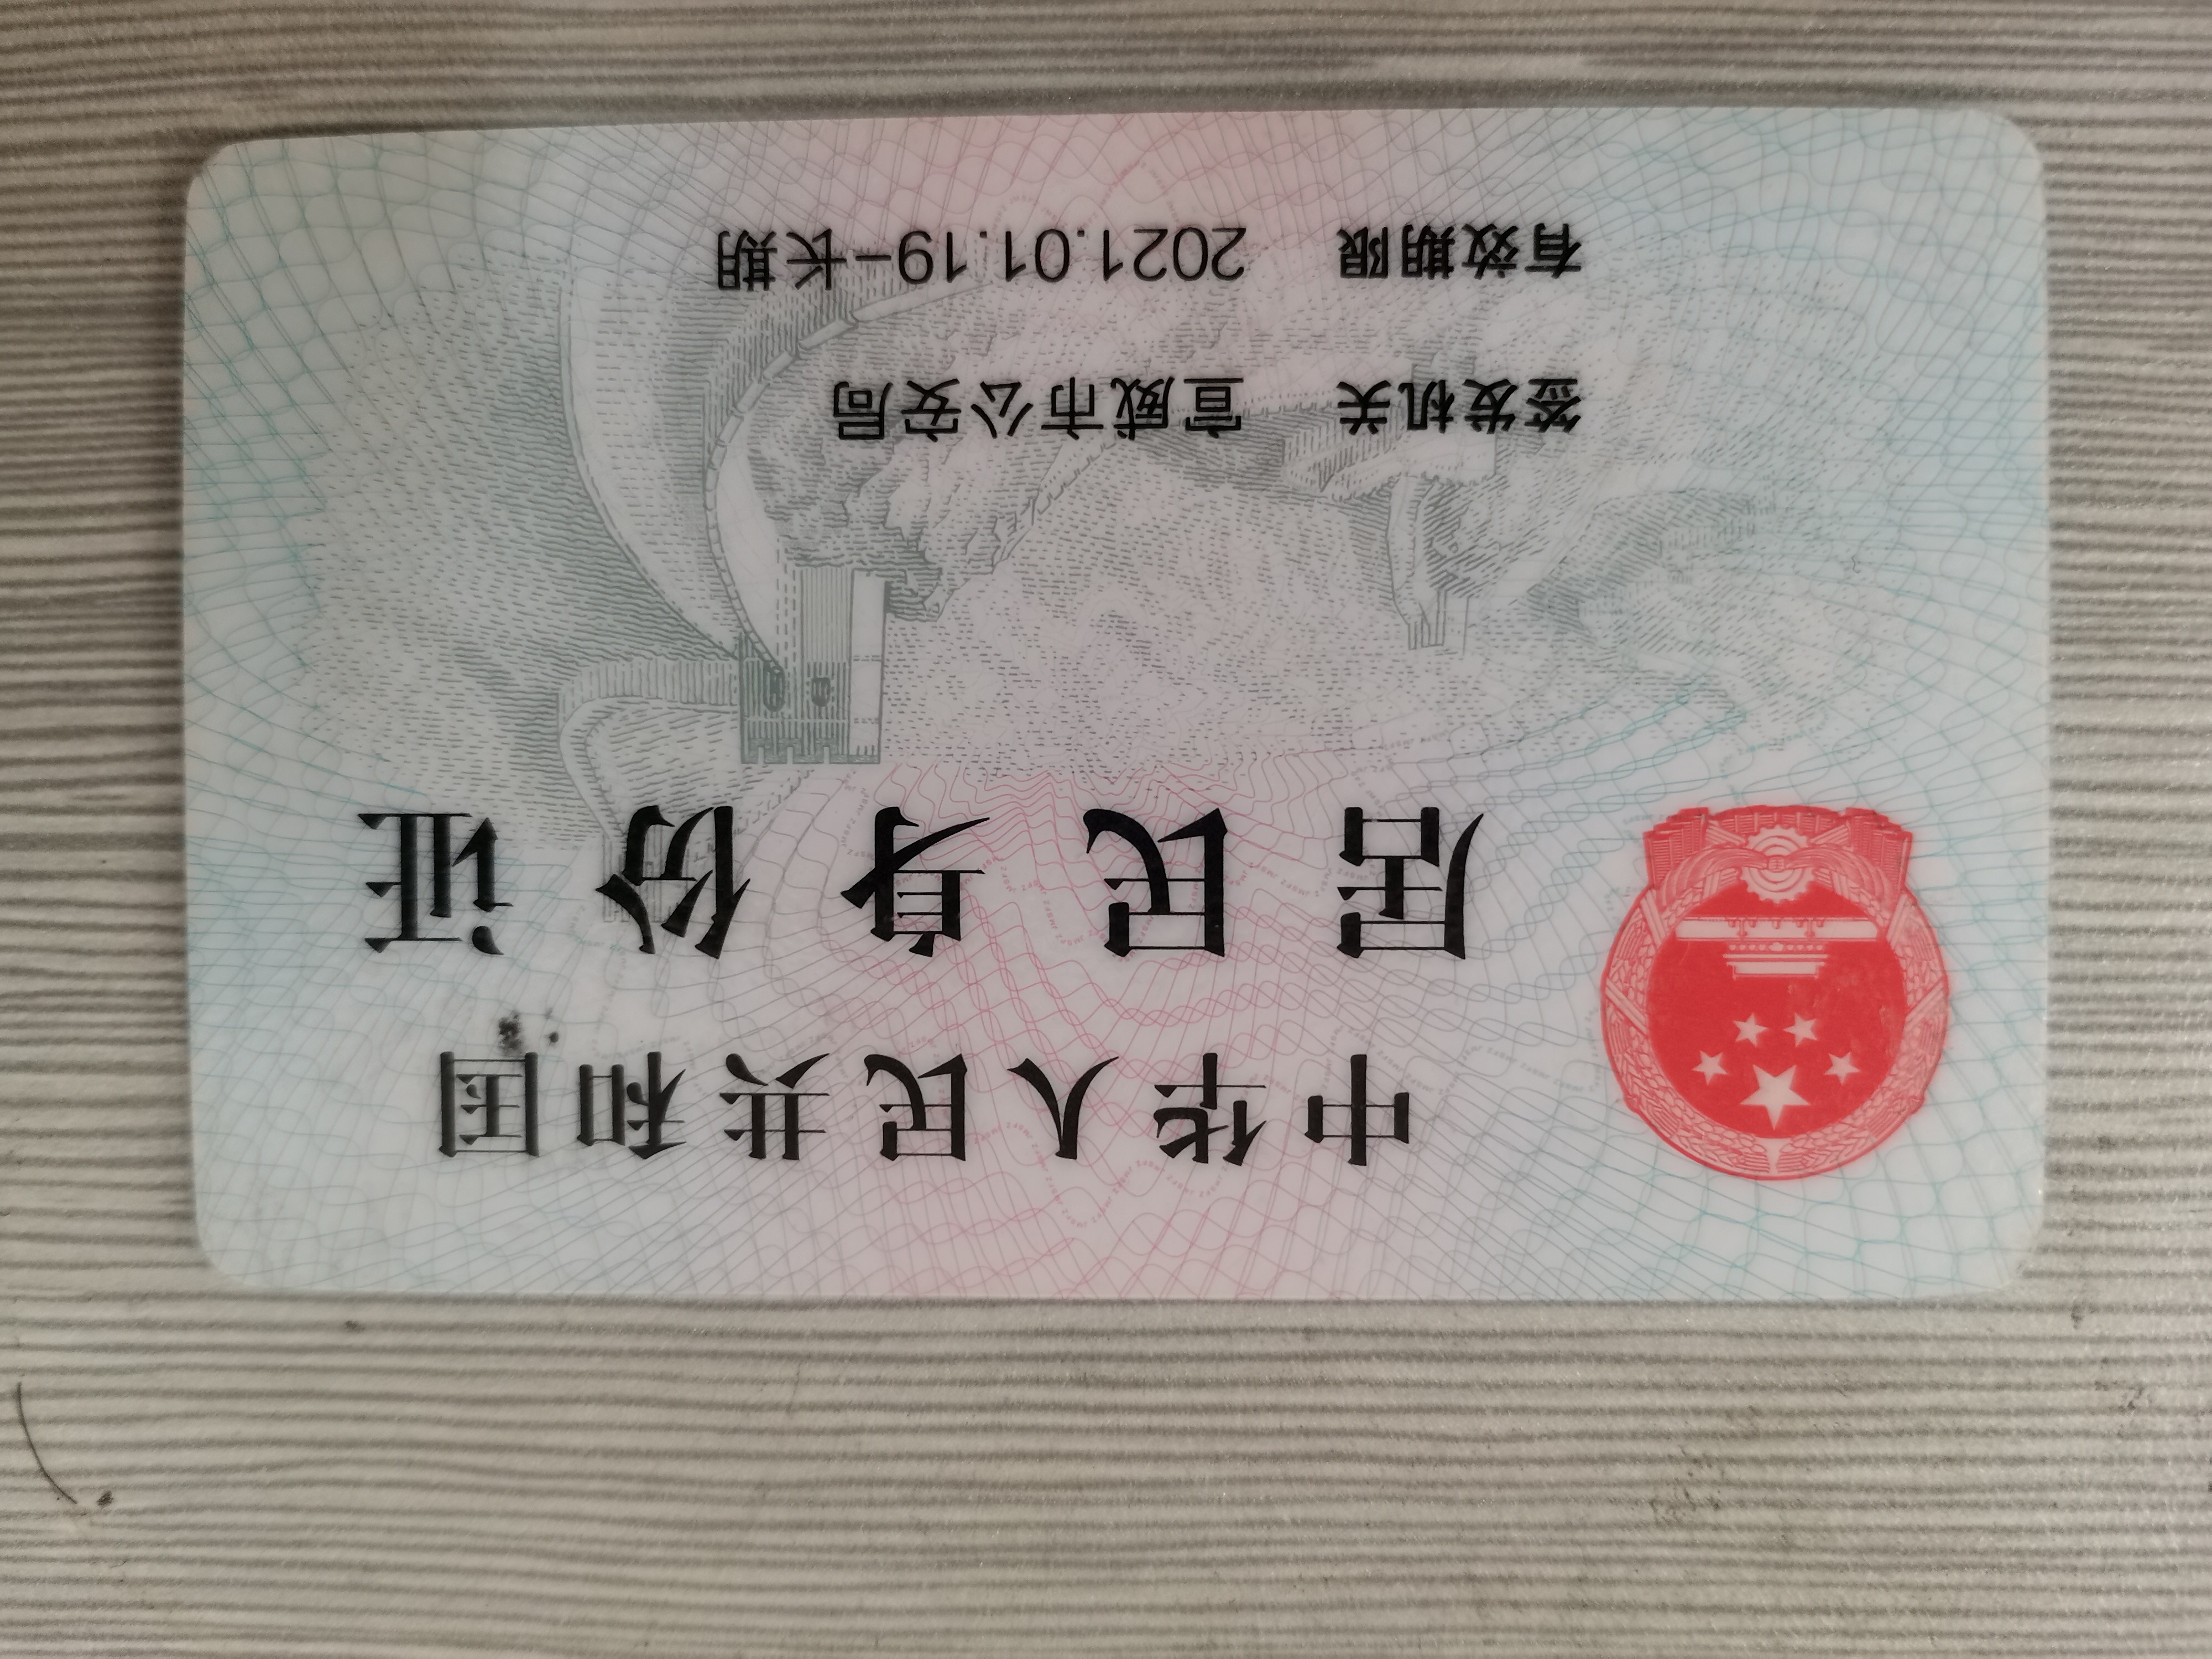 中华人民共和国
居民身份证
签发机关 宣威市公安局
有效期限 2021.01.19-长期